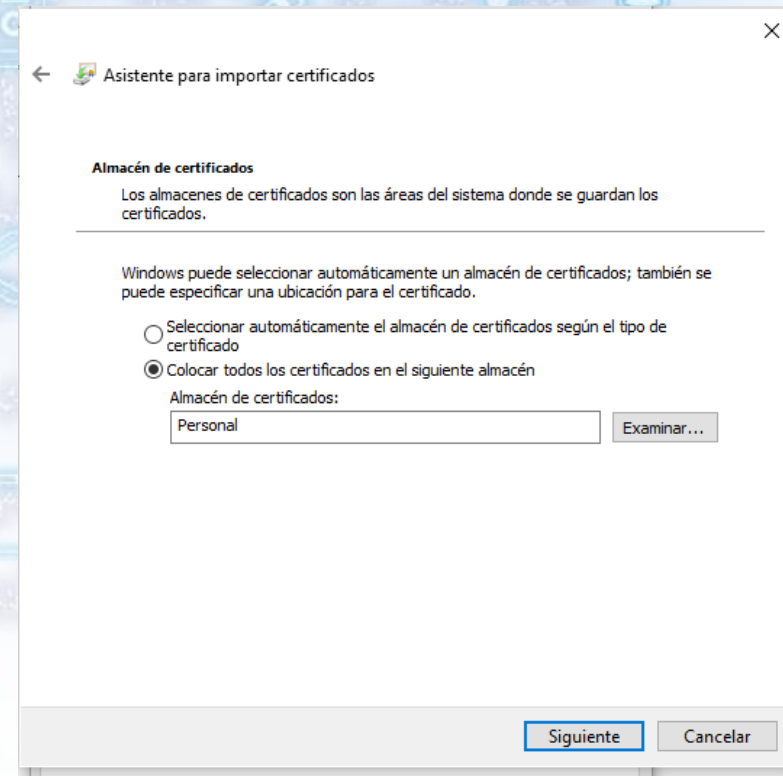 Asistente para importar certificados
Almacén de certificados
Los almacenes de certificados son las áreas del sistema donde se guardan los
certificados.
Windows puede seleccionar automáticamente un almacén de certificados; también se
puede especificar una ubicación para el certificado.
Seleccionar automáticamente el almacén de certificados según el tipo de
certificado
Colocar todos los certificados en el siguiente almacén
Almacén de certificados:
Personal
Examinar...
Siguiente
Cancelar